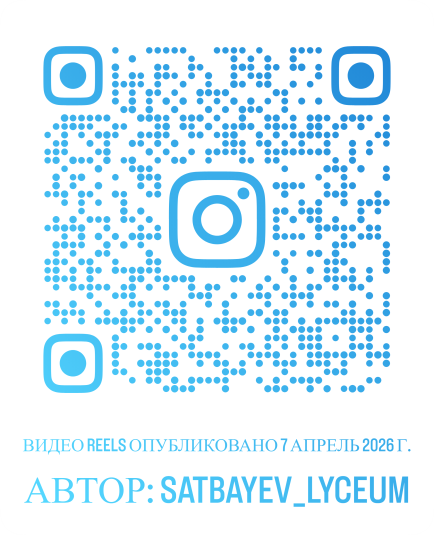 ВИДЕО REELS ОПУБЛИКОВАНО 7 АПРЕЛЬ 2026 Г.
АВТОР: SATBAYEV_LYCEUM